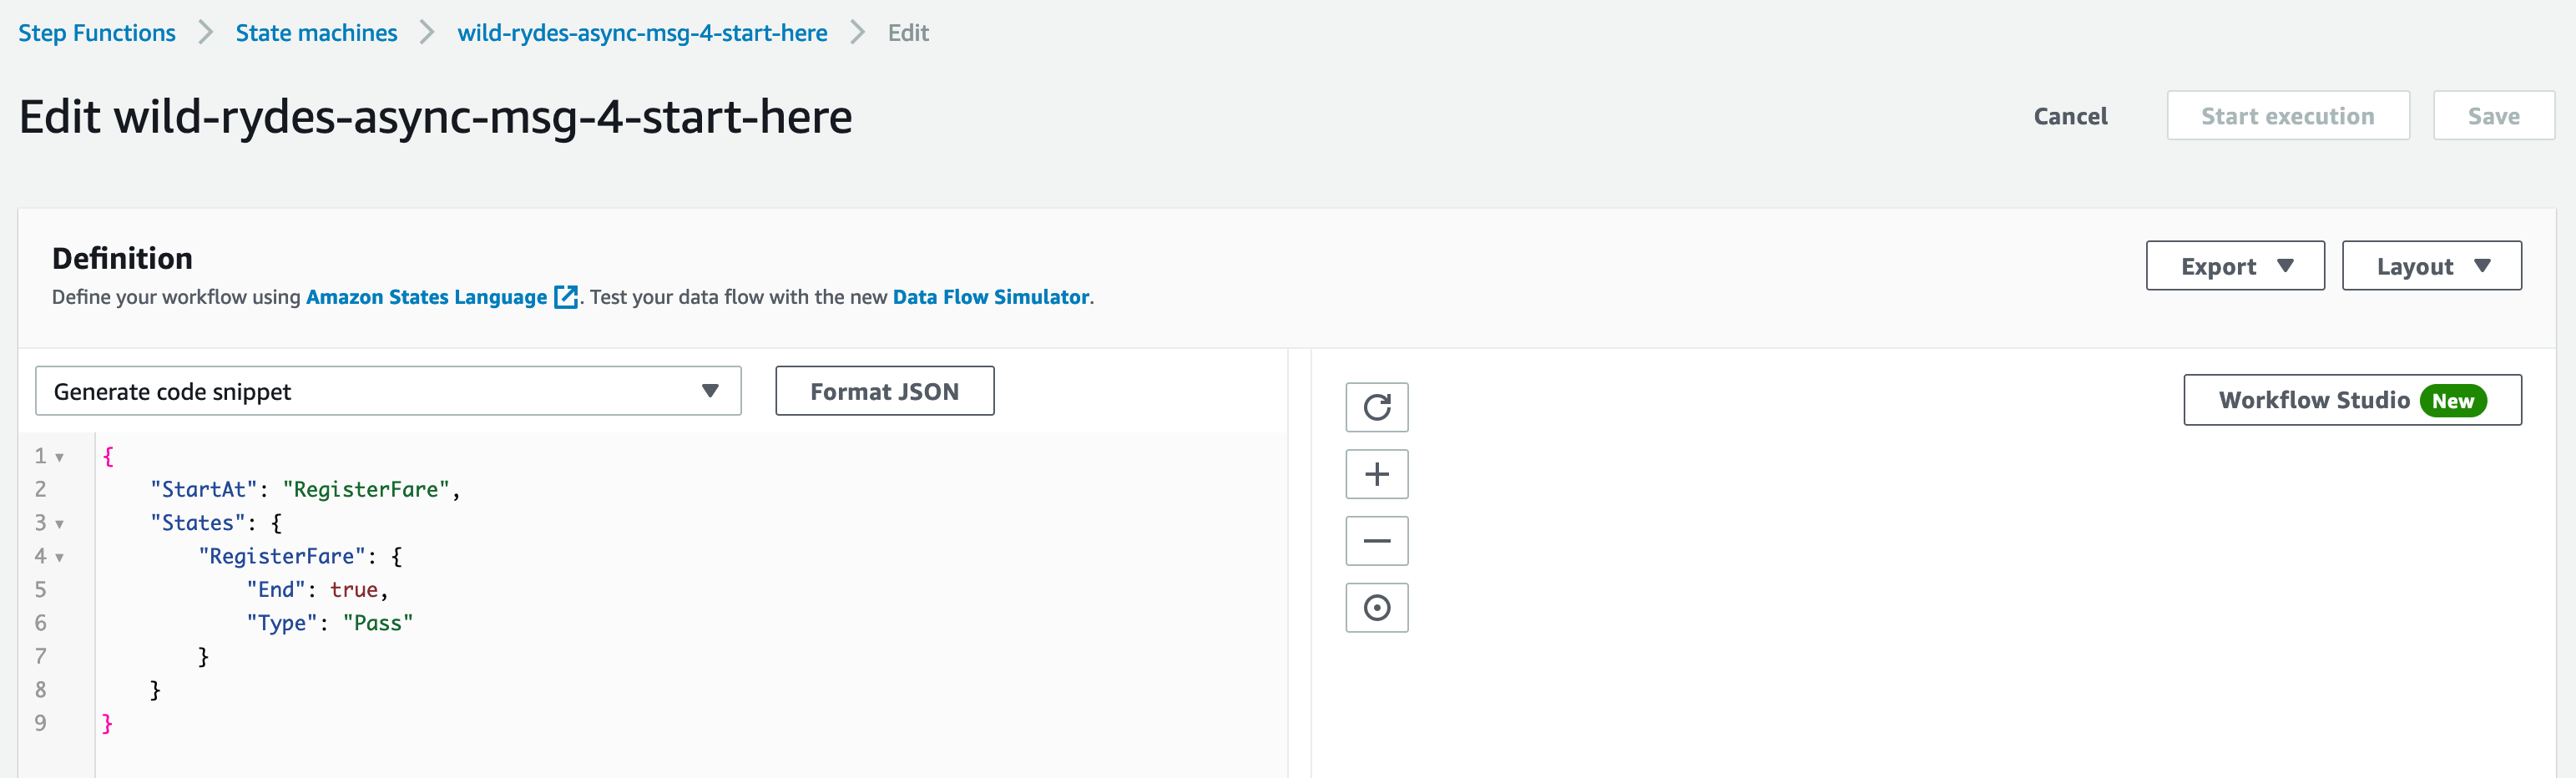 Step Functions > State machines > wild-rydes-async-msg-4-start-here > Edit
Edit wild-rydes-async-msg-4-start-here
Cancel
Start execution
Save
Definition
Define your workflow using Amazon States Language. Test your data flow with the new Data Flow Simulator.
Export
Layout
Generate code snippet
Format JSON
Workflow Studio New
1 {
2     "StartAt": "RegisterFare",
3     "States": {
4         "RegisterFare": {
5             "End": true,
6             "Type": "Pass"
7         }
8     }
9 }